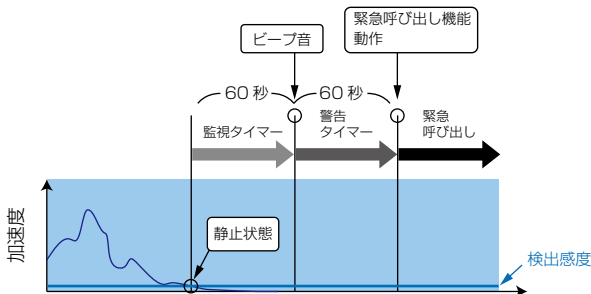 ビープ音
緊急呼び出し機能
動作
60 秒
60 秒
監視タイマー
警告
タイマー
緊急
呼び出し
加速度
静止状態
検出感度